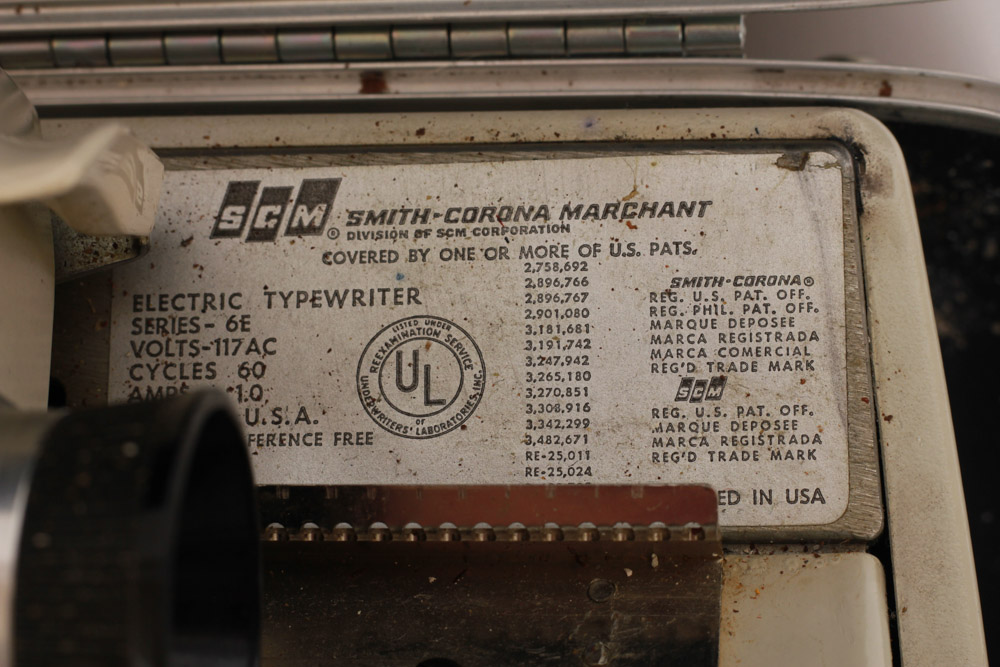 SCM® SMITH-CORONA MARCHANT
DIVISION OF SCM CORPORATION
COVERED BY ONE OR MORE OF U.S. PATS.
ELECTRIC TYPEWRITER
SERIES-6E
VOLTS-117AC
CYCLES 60
AMPS 1.0
U.S.A.
FERENCE FREE
LISTED UNDER
REEXAMINATION SERVICE
UL
OF
UNDERWRITERS' LABORATORIES, INC.
2,758,692
2,896,766
2,896,767
2,901,080
3,181,681
3,191,742
3,247,942
3,265,180
3,270,851
3,308,916
3,342,299
3,482,671
RE-25,011
RE-25,024
SMITH-CORONA®
REG. U.S. PAT. OFF.
REG. PHIL. PAT. OFF.
MARQUE DEPOSEE
MARCA REGISTRADA
MARCA COMERCIAL
REG'D TRADE MARK
SCM
REG. U.S. PAT. OFF.
MARQUE DEPOSEE
MARCA REGISTRADA
REG'D TRADE MARK
ED IN USA